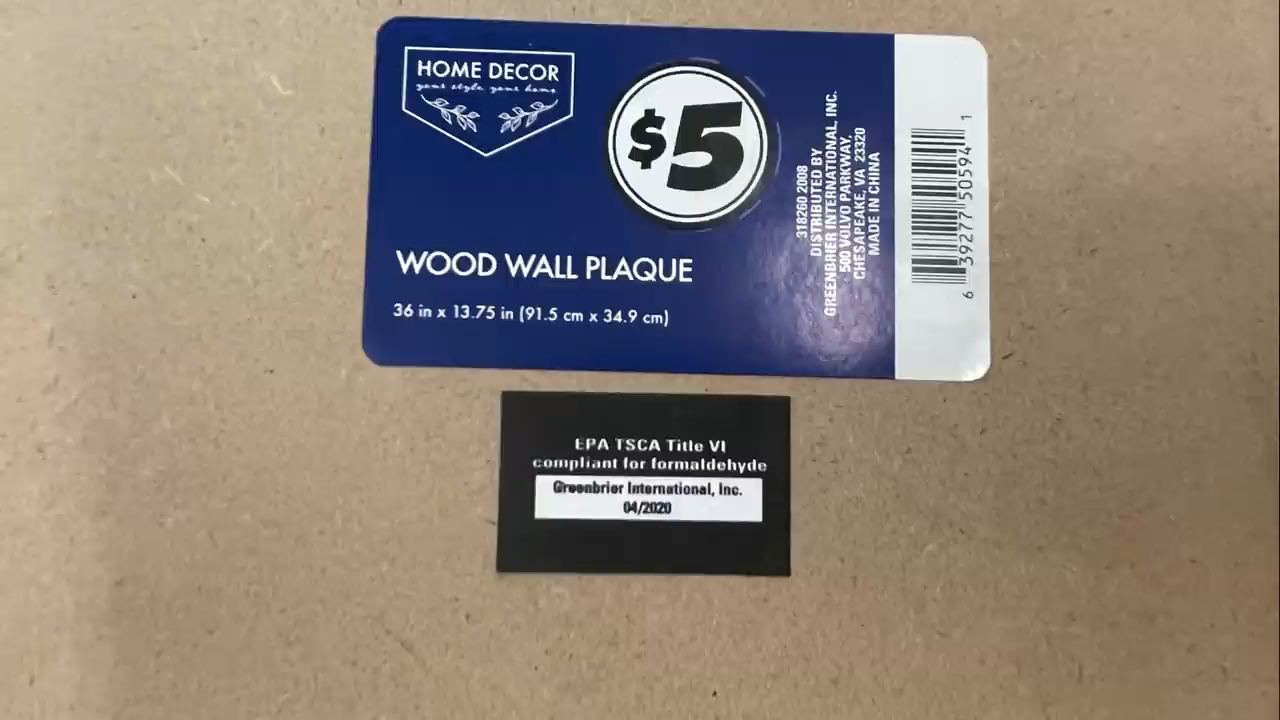 HOME DECOR
your style, your home
$5
WOOD WALL PLAQUE
36 in x 13.75 in (91.5 cm x 34.9 cm)
318260 2008
DISTRIBUTED BY
GREENBRIER INTERNATIONAL, INC.
500 VOLVO PARKWAY,
CHESAPEAKE, VA 23320
MADE IN CHINA
6 39277 50594 1
EPA TSCA Title VI
compliant for formaldehyde
Greenbrier International, Inc.
04/2020